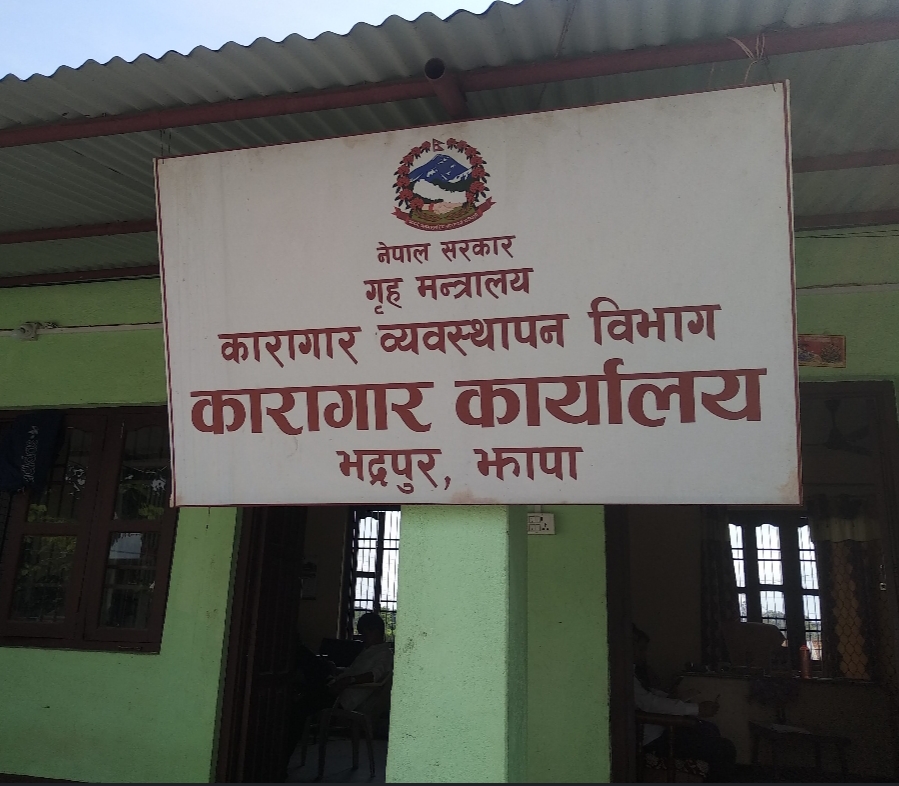 नेपाल सरकार
गृह मन्त्रालय
कारागार व्यवस्थापन विभाग
कारागार कार्यालय
भद्रपुर, झापा